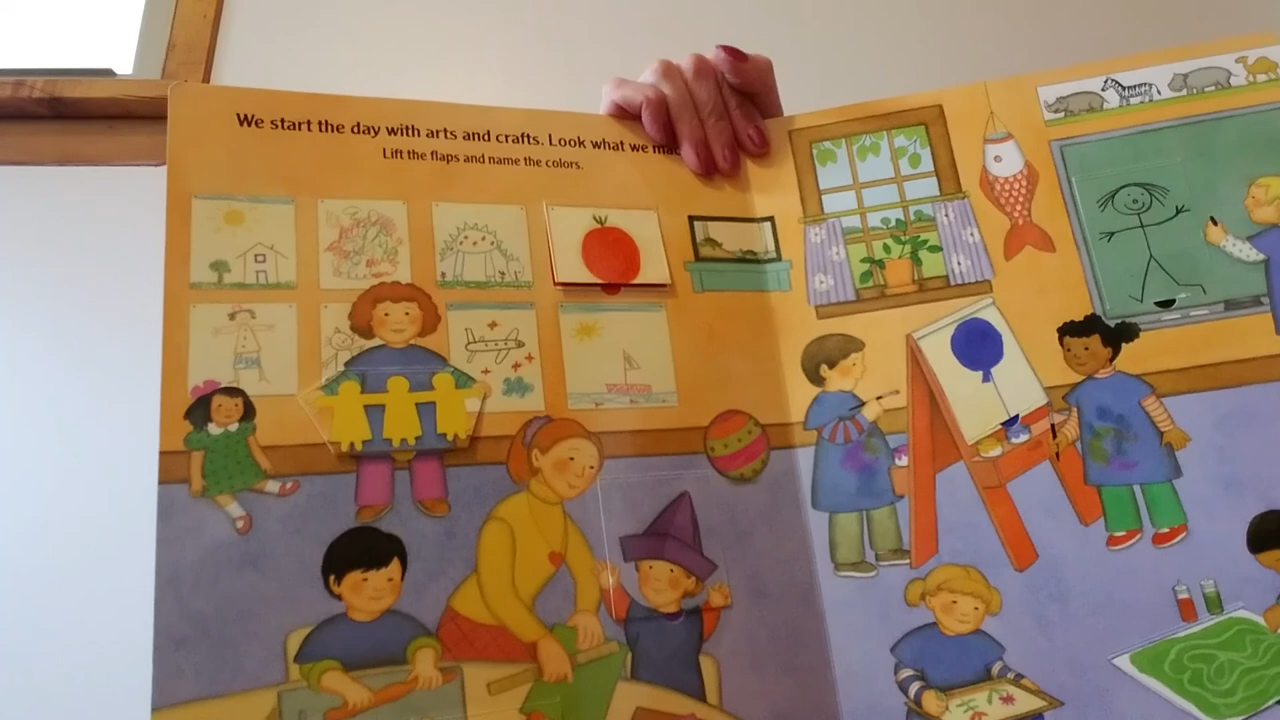 We start the day with arts and crafts. Look what we
Lift the flaps and name the colors.